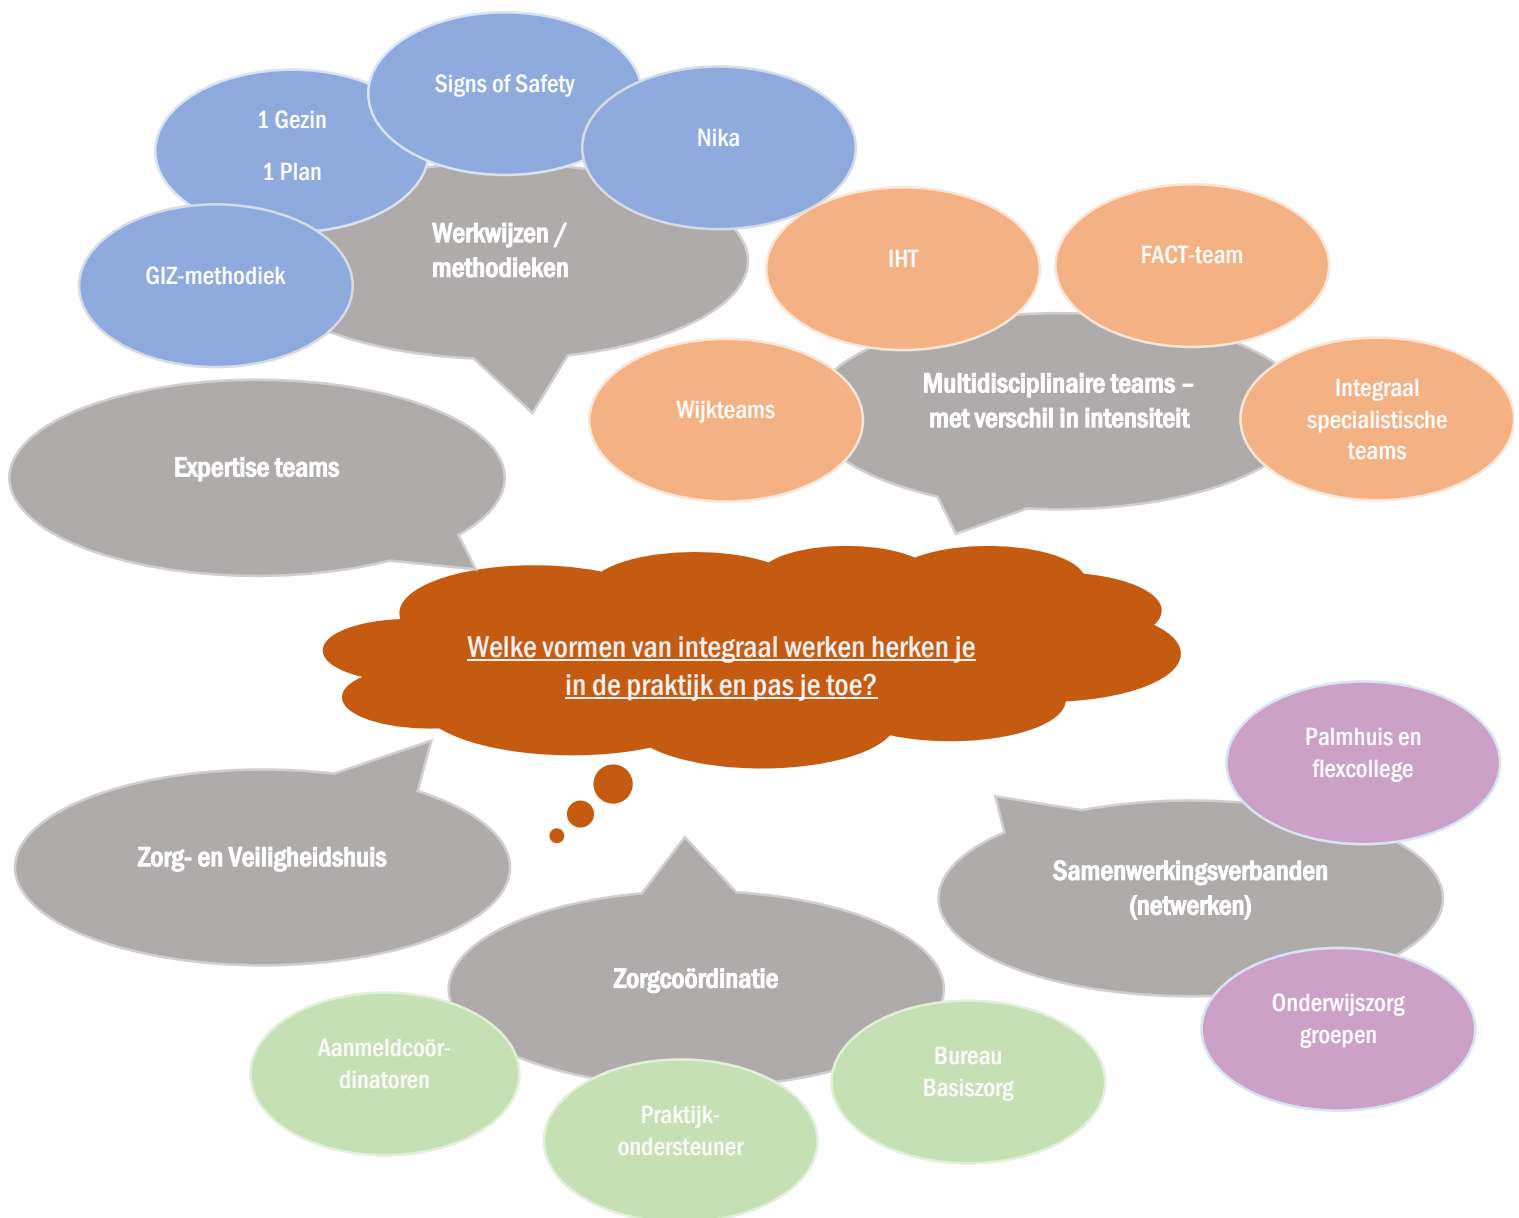 Signs of Safety
1 Gezin
1 Plan
Nika
GIZ-methodiek
Werkwijzen /
methodieken
IHT
FACT-team
Wijkteams
Multidisciplinaire teams –
met verschil in intensiteit
Integraal
specialistische
teams
Expertise teams
Welke vormen van integraal werken herken je
in de praktijk en pas je toe?
Palmhuis en
flexcollege
Zorg- en Veiligheidshuis
Samenwerkingsverbanden
(netwerken)
Zorgcoördinatie
Onderwijszorg
groepen
Aanmeldcoör-
dinatoren
Praktijk-
ondersteuner
Bureau
Basiszorg